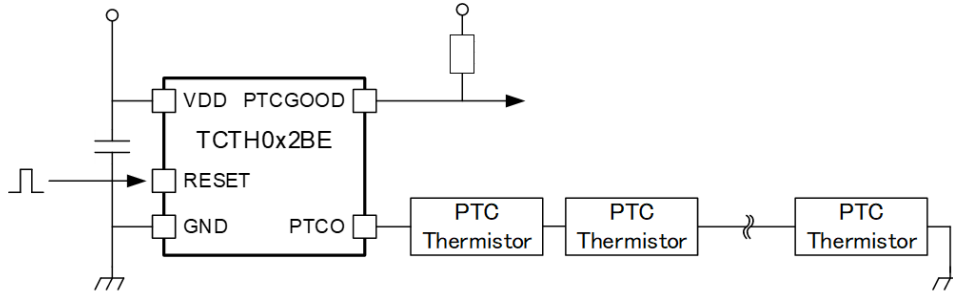 VDD PTCGOOD
TCTH0x2BE
RESET
GND PTCO
PTC
Thermistor
PTC
Thermistor
PTC
Thermistor